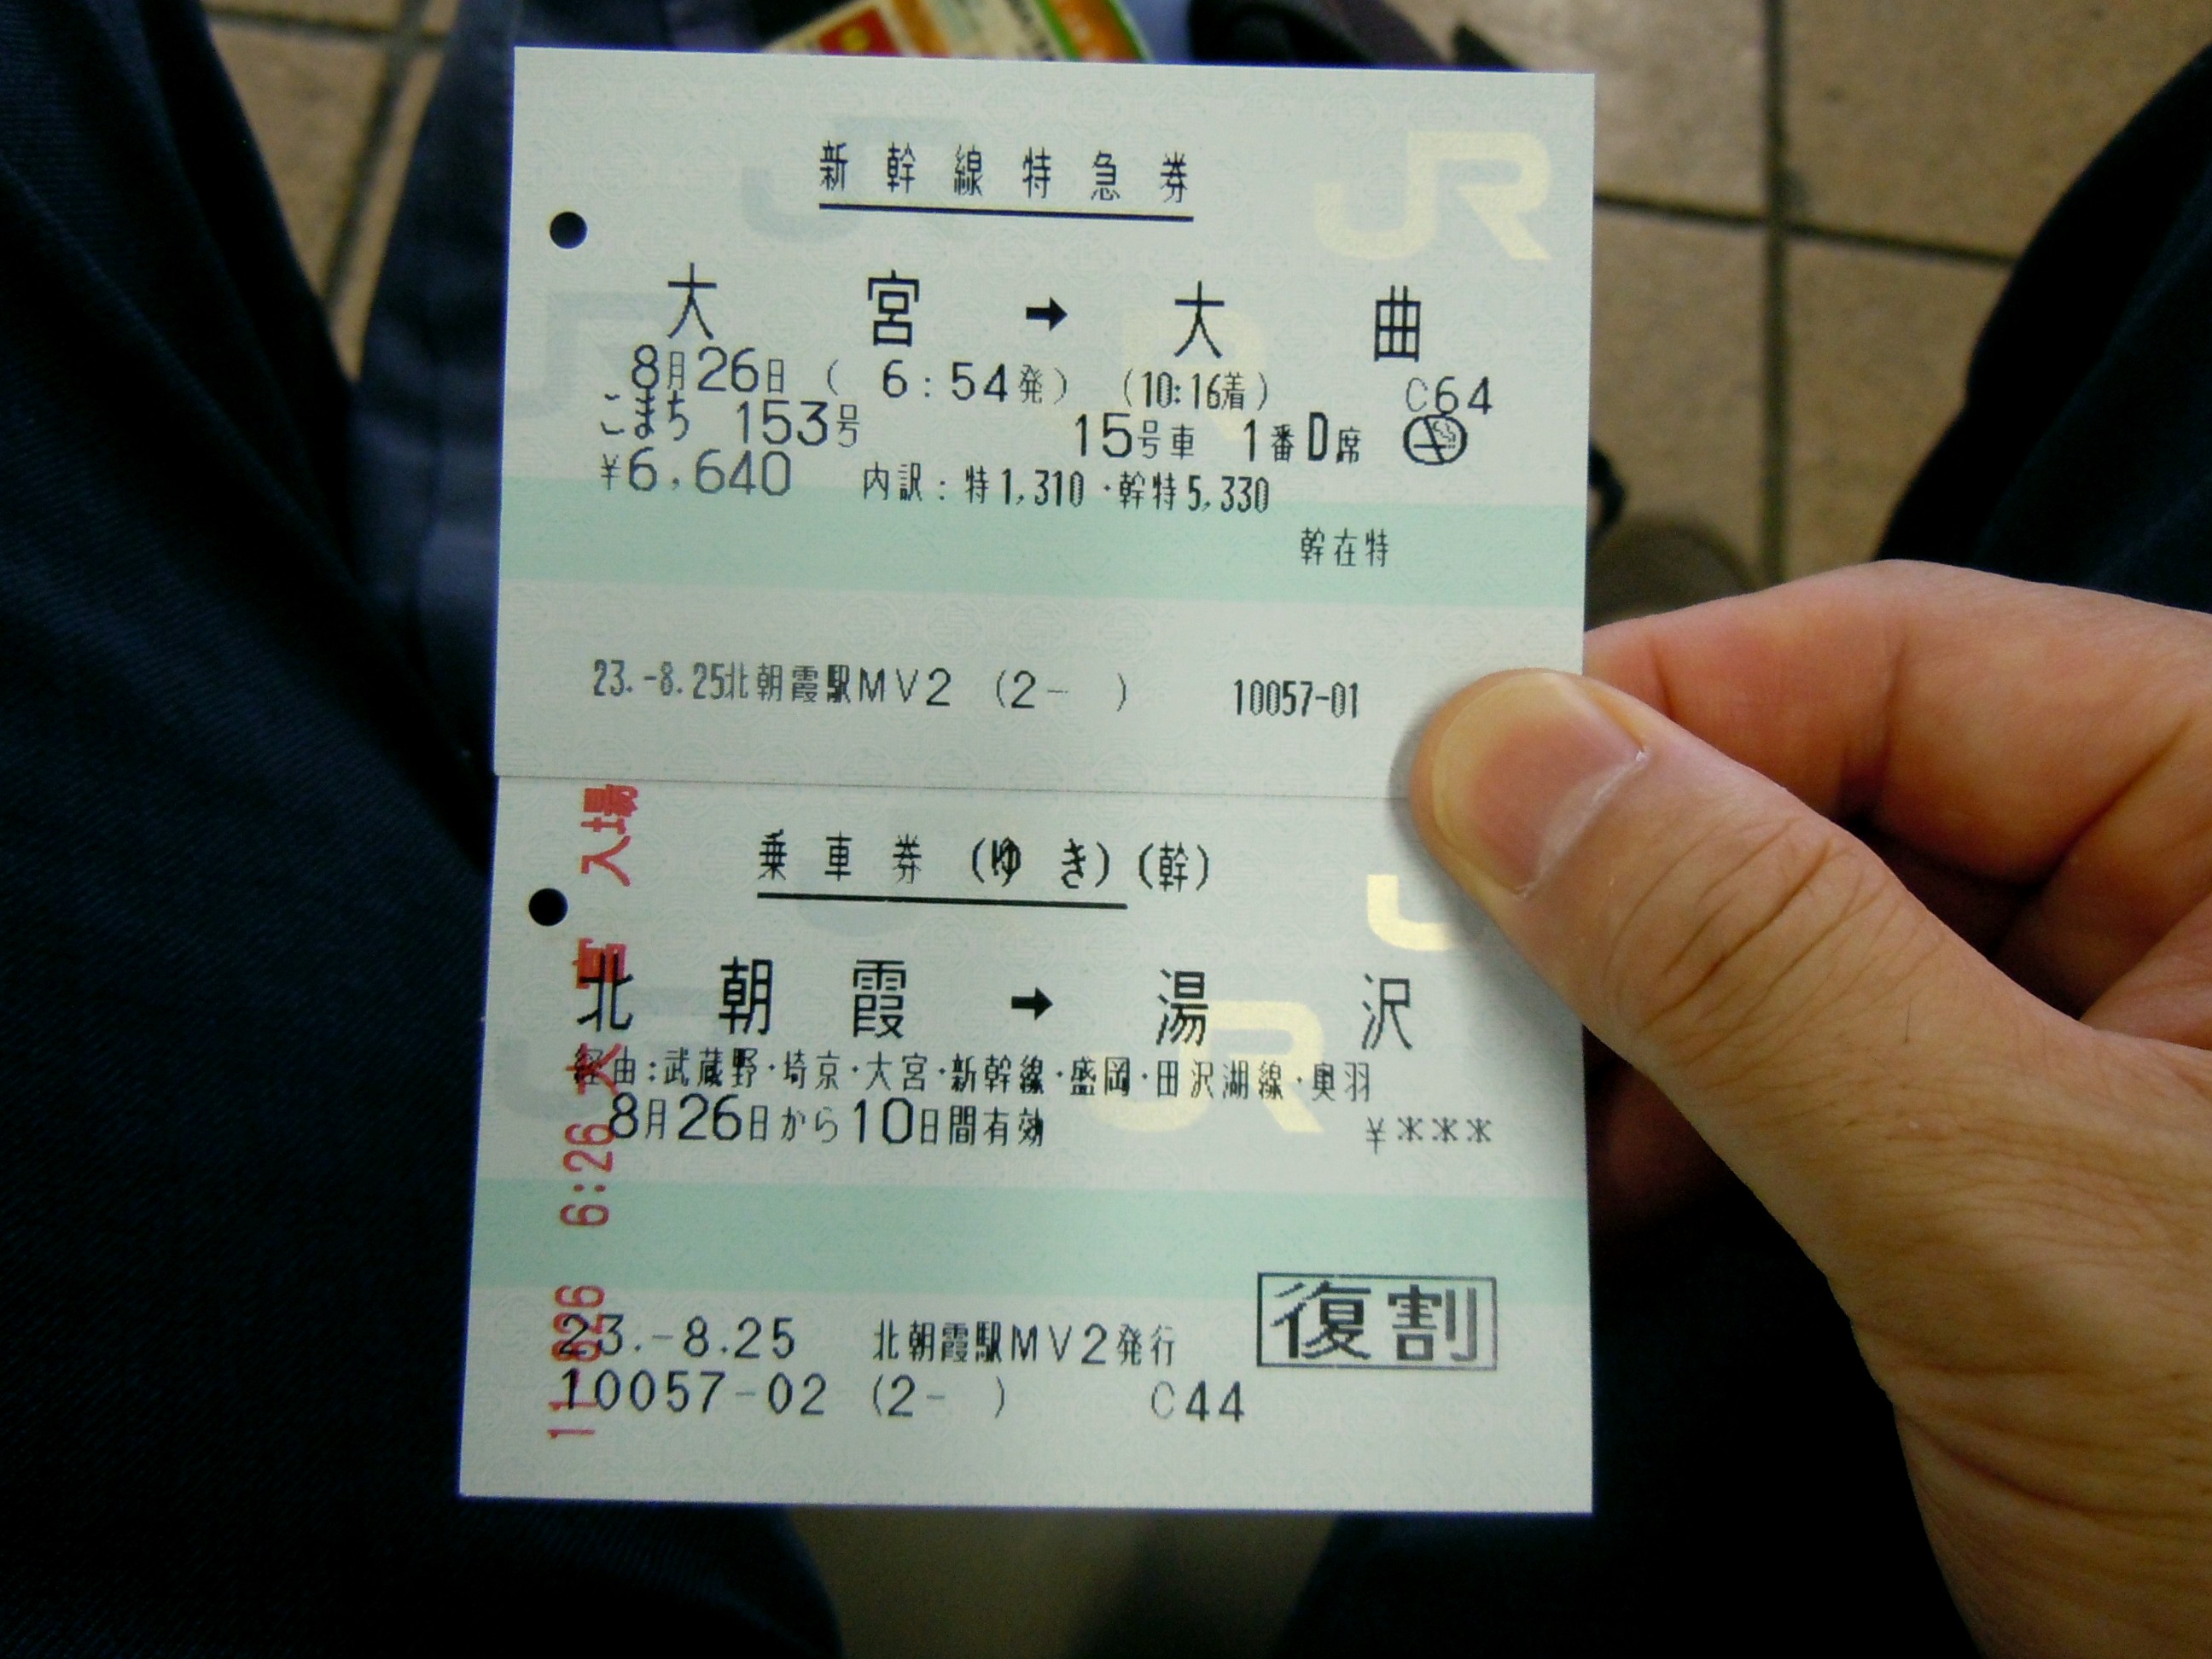 新幹線特急券
大宮 → 大曲
8月26日 ( 6:54発) (10:16着) C64
こまち 153号 15号車 1番D席
¥6,640 内訳:特1,310・幹特5,330
幹在特
23.-8.25北朝霞駅MV2 (2- ) 10057-01
乗車券 (ゆき) (幹)
北朝霞 → 湯沢
経由:武蔵野・埼京・大宮・新幹線・盛岡・田沢湖線・奥羽
8月26日から10日間有効 ¥***
復割
23.-8.25 北朝霞駅MV2発行
10057-02 (2- ) C44
6:26 大宮 入場
JR
JR